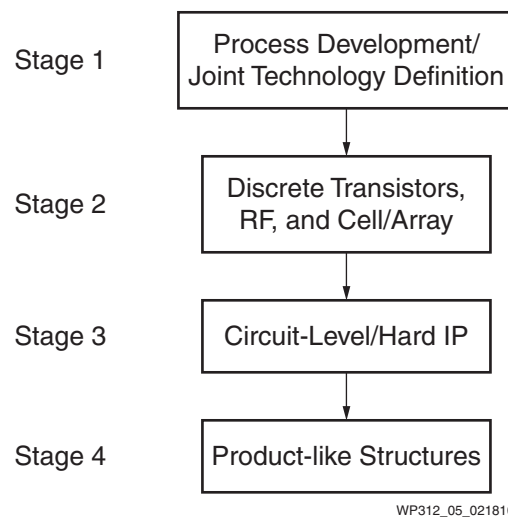 Stage 1
Process Development/
Joint Technology Definition
Stage 2
Discrete Transistors,
RF, and Cell/Array
Stage 3
Circuit-Level/Hard IP
Stage 4
Product-like Structures